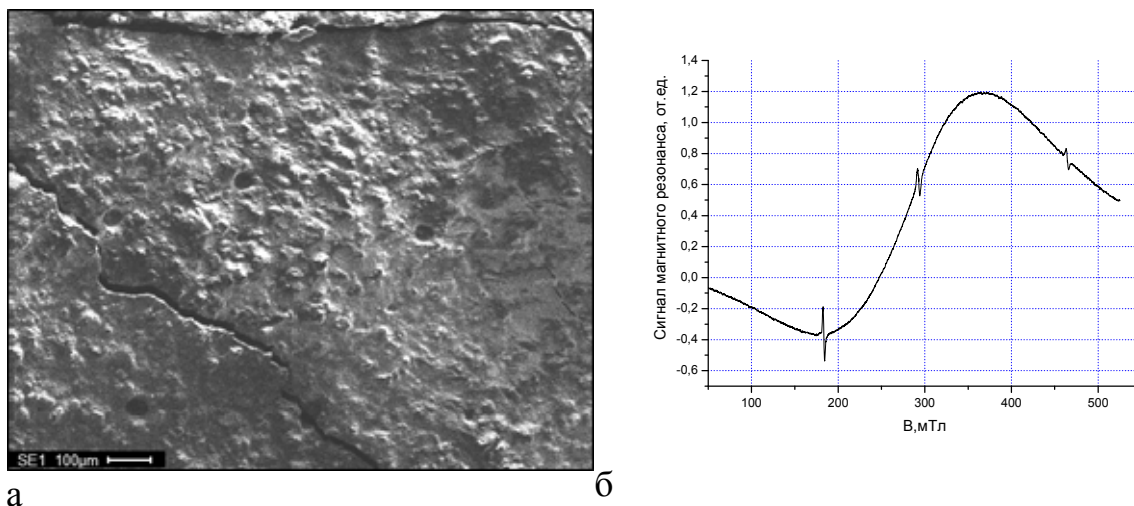 SE1 100µm
а
б
Сигнал магнитного резонанса, от. ед.
1,4
1,2
1,0
0,8
0,6
0,4
0,2
0,0
-0,2
-0,4
-0,6
100 200 300 400 500
В,мТл